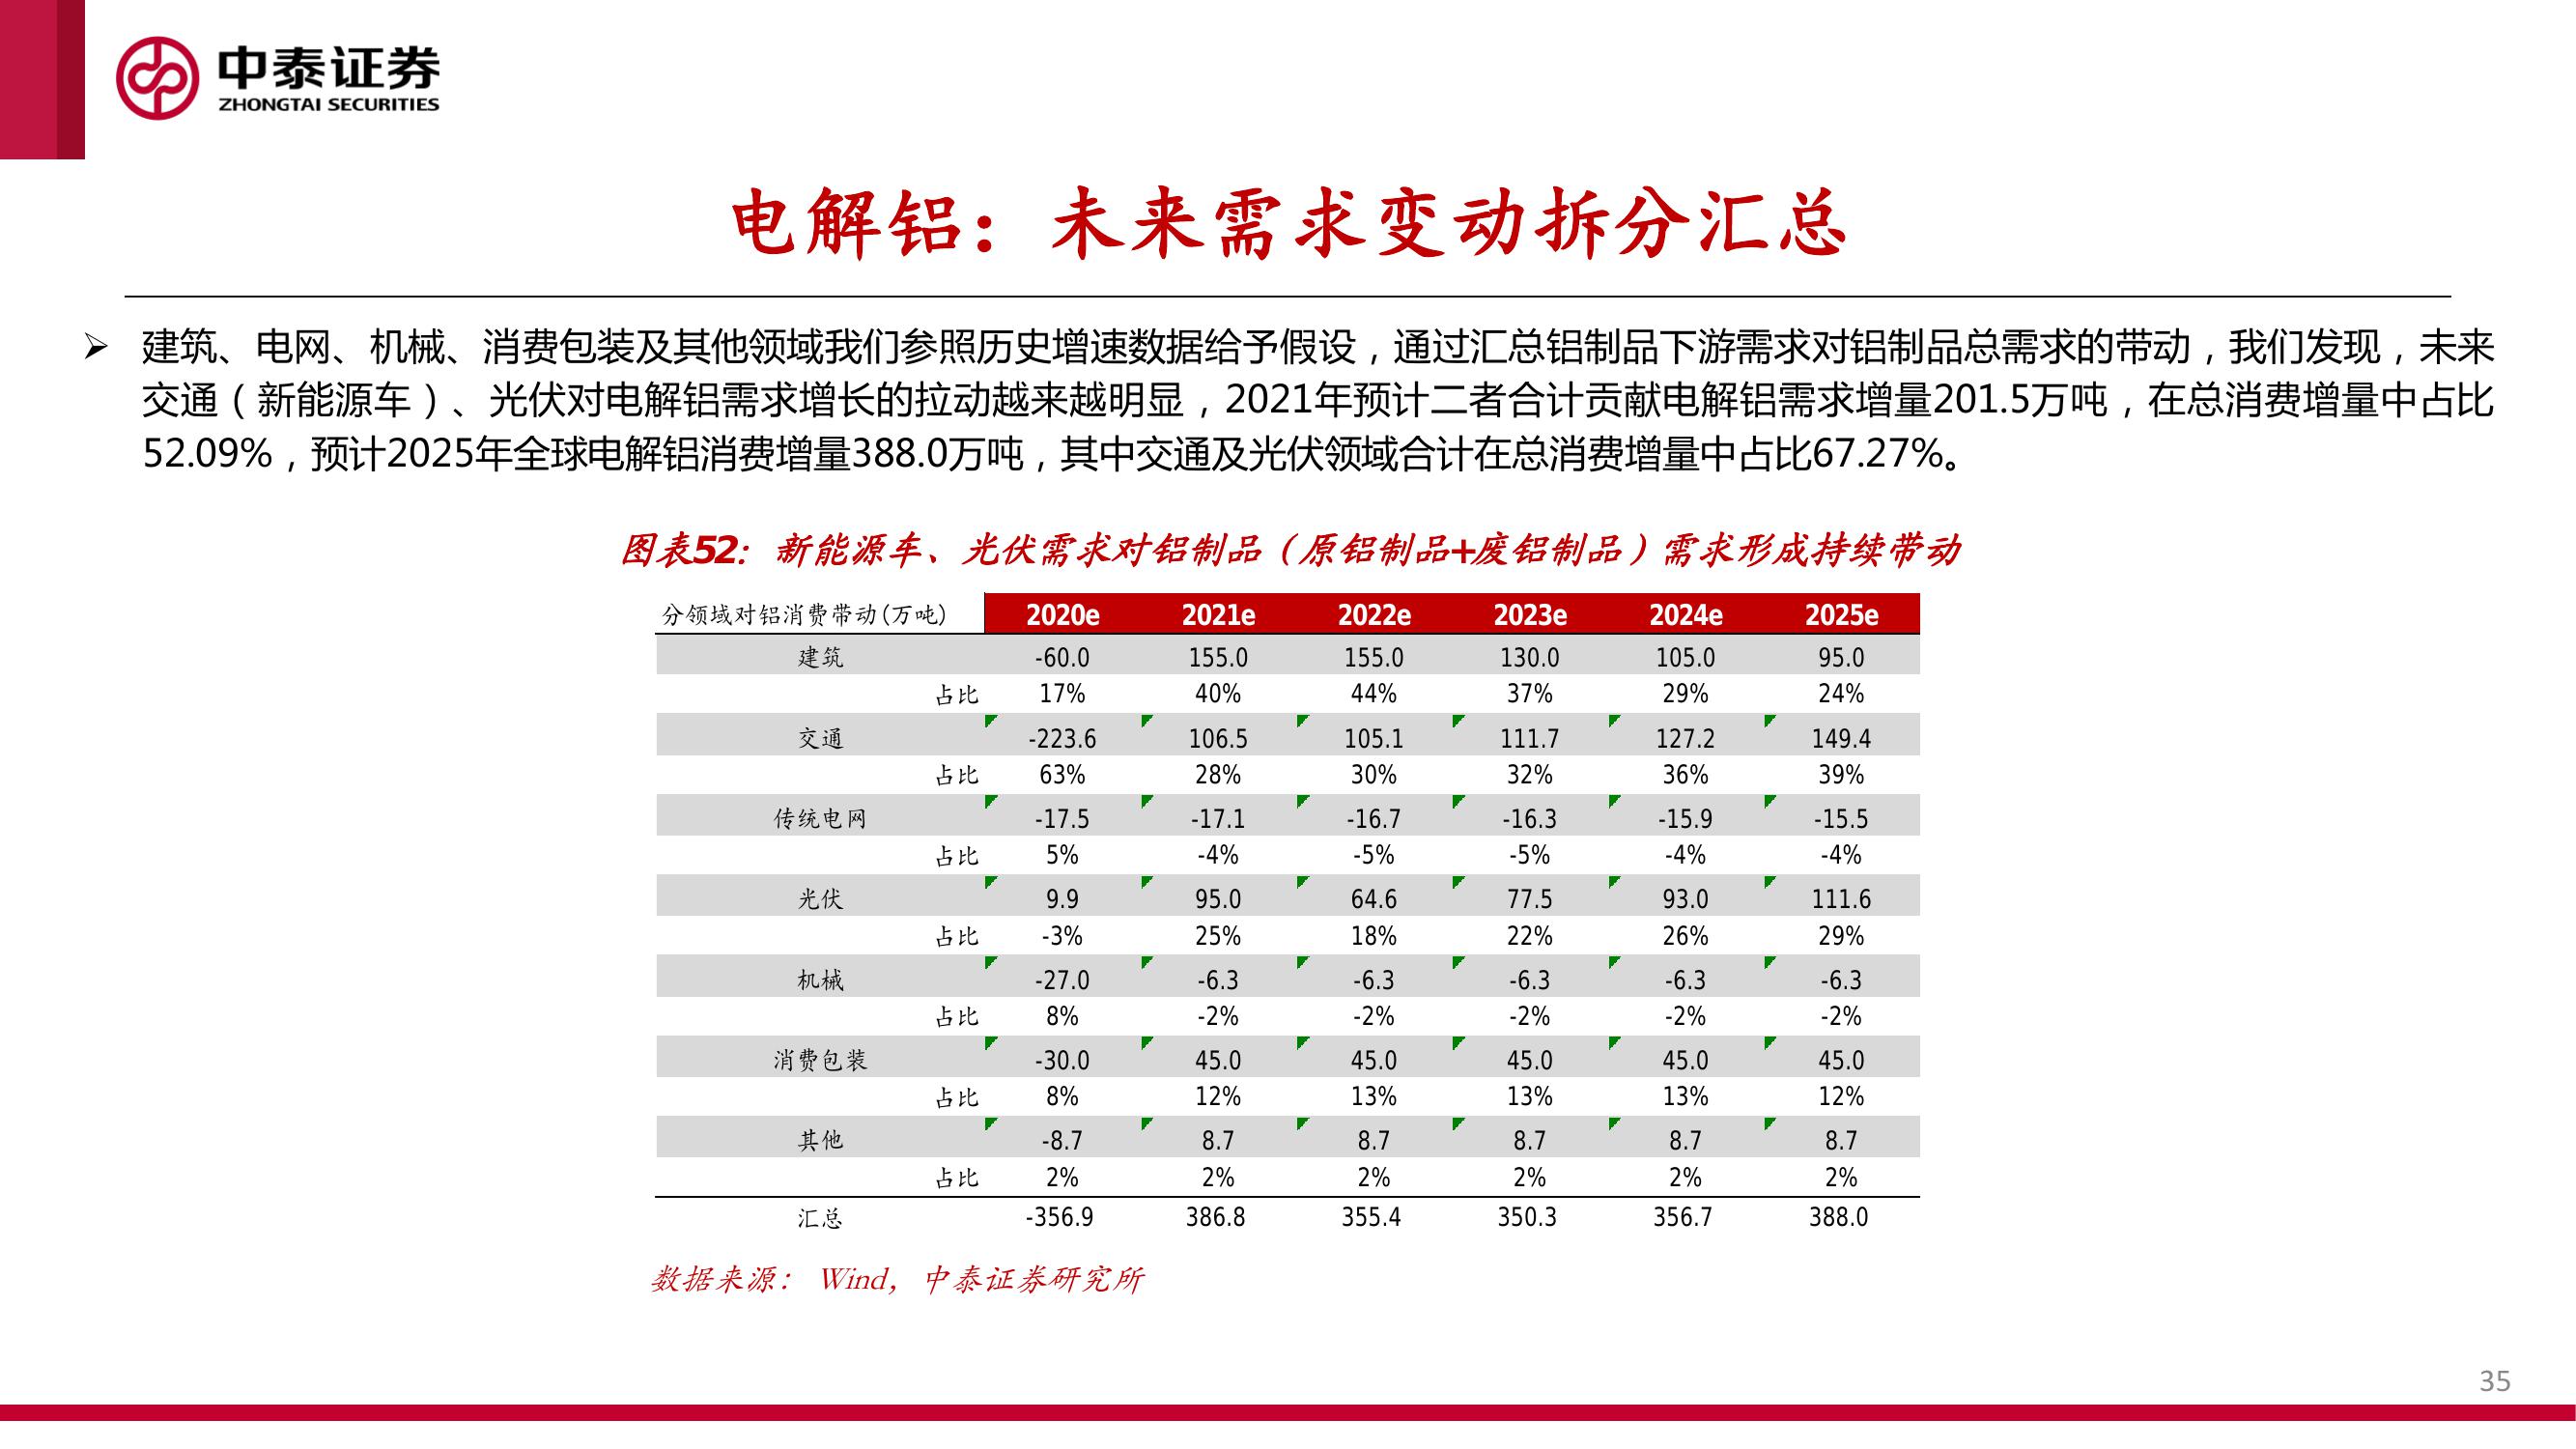 中泰证券
ZHONGTAI SECURITIES
电解铝：未来需求变动拆分汇总
➢ 建筑、电网、机械、消费包装及其他领域我们参照历史增速数据给予假设，通过汇总铝制品下游需求对铝制品总需求的带动，我们发现，未来
交通（新能源车）、光伏对电解铝需求增长的拉动越来越明显，2021年预计二者合计贡献电解铝需求增量201.5万吨，在总消费增量中占比
52.09%，预计2025年全球电解铝消费增量388.0万吨，其中交通及光伏领域合计在总消费增量中占比67.27%。
图表52：新能源车、光伏需求对铝制品（原铝制品+废铝制品）需求形成持续带动
分领域对铝消费带动(万吨) 2020e 2021e 2022e 2023e 2024e 2025e
建筑 -60.0 155.0 155.0 130.0 105.0 95.0
占比 17% 40% 44% 37% 29% 24%
交通 -223.6 106.5 105.1 111.7 127.2 149.4
占比 63% 28% 30% 32% 36% 39%
传统电网 -17.5 -17.1 -16.7 -16.3 -15.9 -15.5
占比 5% -4% -5% -5% -4% -4%
光伏 9.9 95.0 64.6 77.5 93.0 111.6
占比 -3% 25% 18% 22% 26% 29%
机械 -27.0 -6.3 -6.3 -6.3 -6.3 -6.3
占比 8% -2% -2% -2% -2% -2%
消费包装 -30.0 45.0 45.0 45.0 45.0 45.0
占比 8% 12% 13% 13% 13% 12%
其他 -8.7 8.7 8.7 8.7 8.7 8.7
占比 2% 2% 2% 2% 2% 2%
汇总 -356.9 386.8 355.4 350.3 356.7 388.0
数据来源： Wind，中泰证券研究所
35